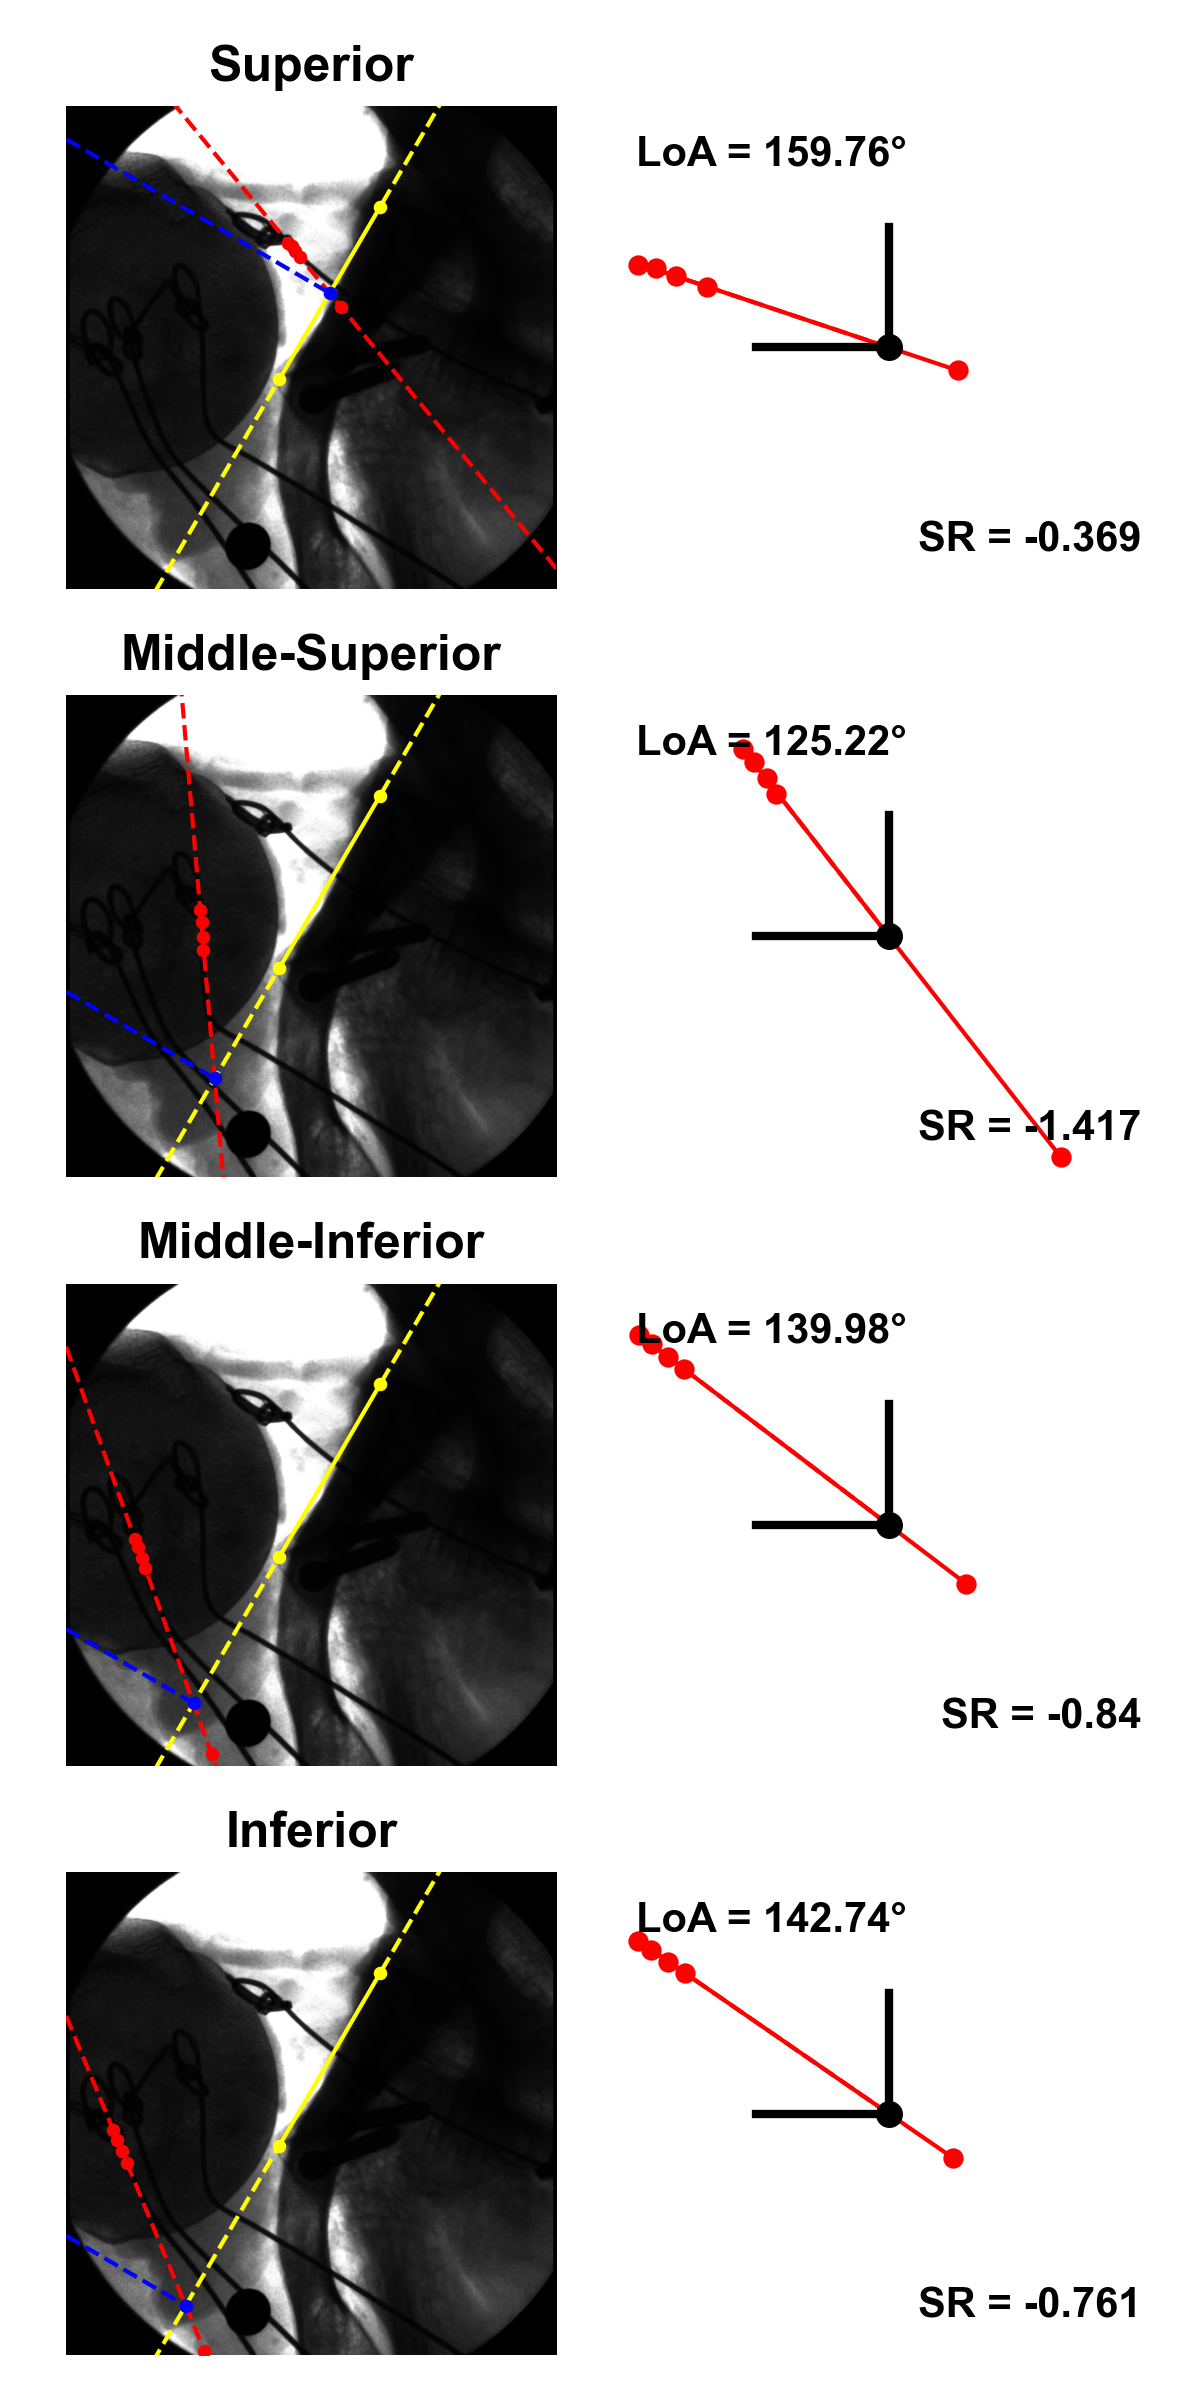 Superior
LoA = 159.76°
SR = -0.369
Middle-Superior
LoA = 125.22°
SR = -1.417
Middle-Inferior
LoA = 139.98°
SR = -0.84
Inferior
LoA = 142.74°
SR = -0.761